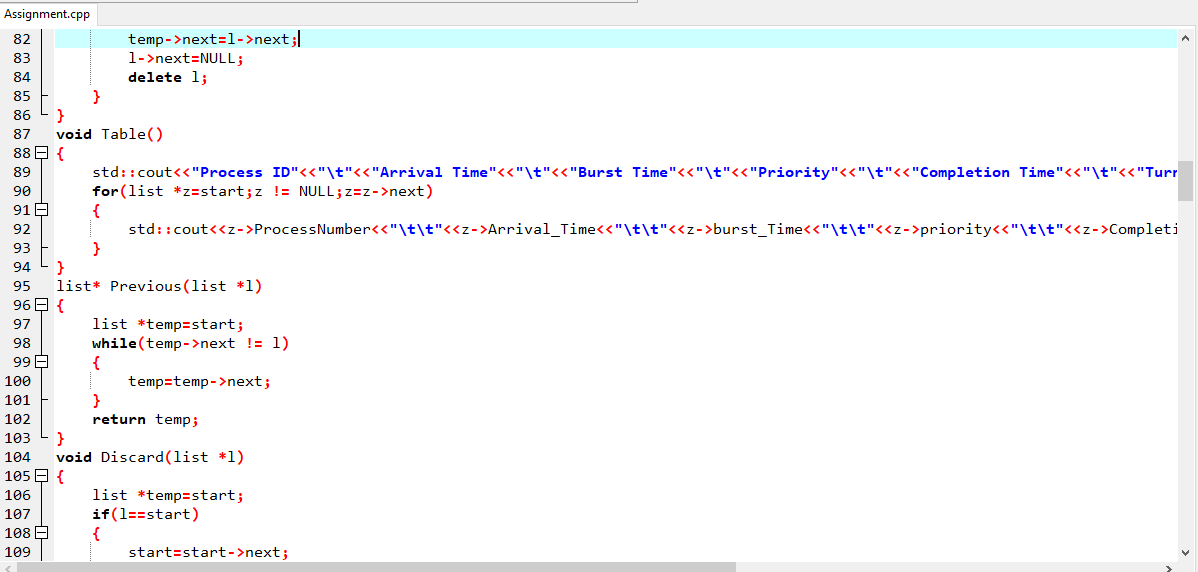 Assignment.cpp
82 temp->next=l->next;
83 l->next=NULL;
84 delete l;
85 }
86 }
87 void Table()
88 {
89 std::cout<<"Process ID"<<"\t"<<"Arrival Time"<<"\t"<<"Burst Time"<<"\t"<<"Priority"<<"\t"<<"Completion Time"<<"\t"<<"Turr
90 for(list *z=start;z != NULL;z=z->next)
91 {
92 std::cout<<z->ProcessNumber<<"\t\t"<<z->Arrival_Time<<"\t\t"<<z->burst_Time<<"\t\t"<<z->priority<<"\t\t"<<z->Completi
93 }
94 }
95 list* Previous(list *l)
96 {
97 list *temp=start;
98 while(temp->next != l)
99 {
100 temp=temp->next;
101 }
102 return temp;
103 }
104 void Discard(list *l)
105 {
106 list *temp=start;
107 if(l==start)
108 {
109 start=start->next;